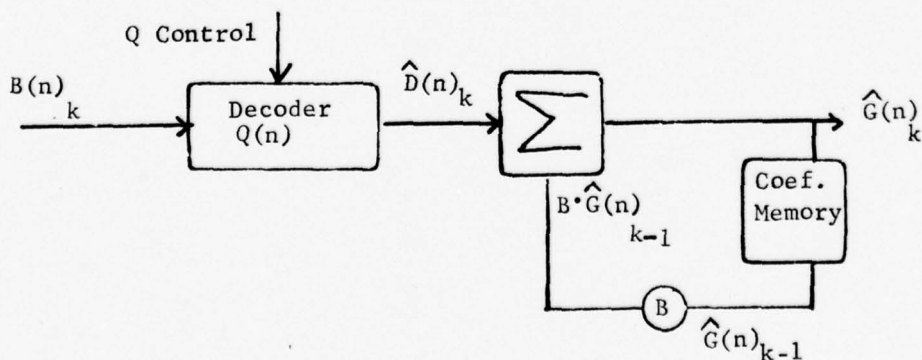 Q Control
B(n)
k
Decoder
Q(n)
D̂(n)k
∑
Ĝ(n)k
B·Ĝ(n)
k-1
Coef.
Memory
B
Ĝ(n)k-1